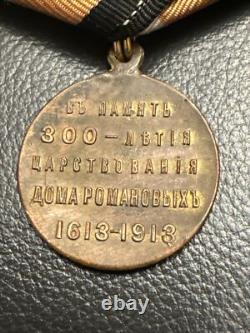 ВЪ ПАМЯТЬ
300-ЛѢТІЯ
ЦАРСТВОВАНІЯ
ДОМА РОМАНОВЫХЪ
1613-1913